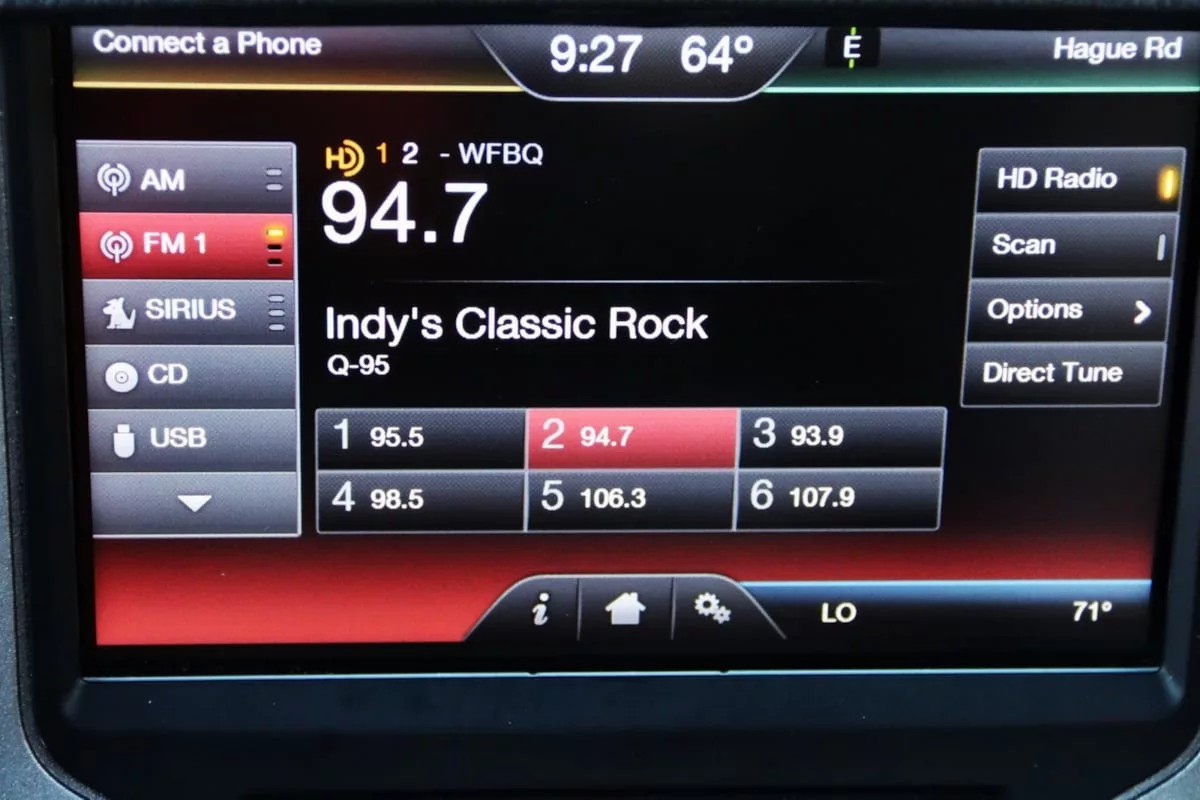 Connect a Phone
9:27 64°
E
Hague Rd
AM
FM 1
SIRIUS
CD
USB
HD 1 2 - WFBQ
94.7
Indy's Classic Rock
Q-95
1 95.5
2 94.7
3 93.9
4 98.5
5 106.3
6 107.9
HD Radio
Scan
Options
Direct Tune
i
LO
71°